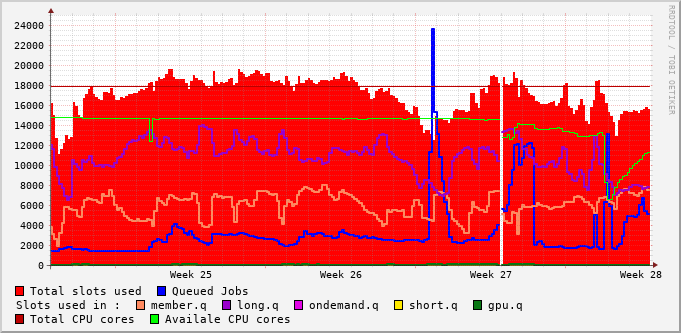 RRDTOOL / TOBI OETIKER
24000
22000
20000
18000
16000
14000
12000
10000
8000
6000
4000
2000
0
Week 25 Week 26 Week 27 Week 28
Total slots used Queued Jobs
Slots used in : member.q long.q ondemand.q short.q gpu.q
Total CPU cores Availale CPU cores